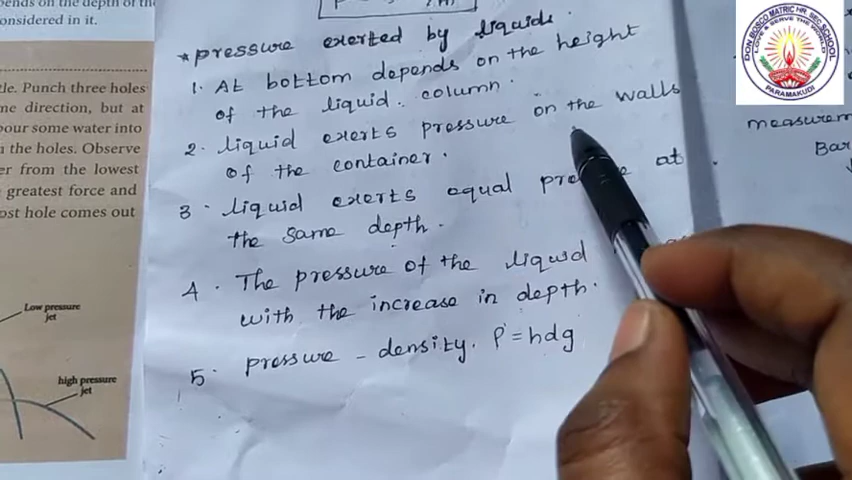 ends on the depth of th
onsidered in it.
tle. Punch three holes
ne direction, but at
pour some water into
n the holes. Observe
er from the lowest
greatest force and
ost hole comes out
Low pressure
jet
high pressure
jet
*Pressure exerted by liquids.
1. At bottom depends on the height
of the liquid column.
2. liquid exerts pressure on the walls
of the container.
3. liquid exerts equal pre at
the same depth.
4. The pressure of the liquid
with the increase in depth.
5. pressure - density. P=hdg
measurem
Bar
DON BOSCO MATRIC HR. SEC. SCHOOL
LOVE & SERVE THE WORLD
PARAMAKUDI